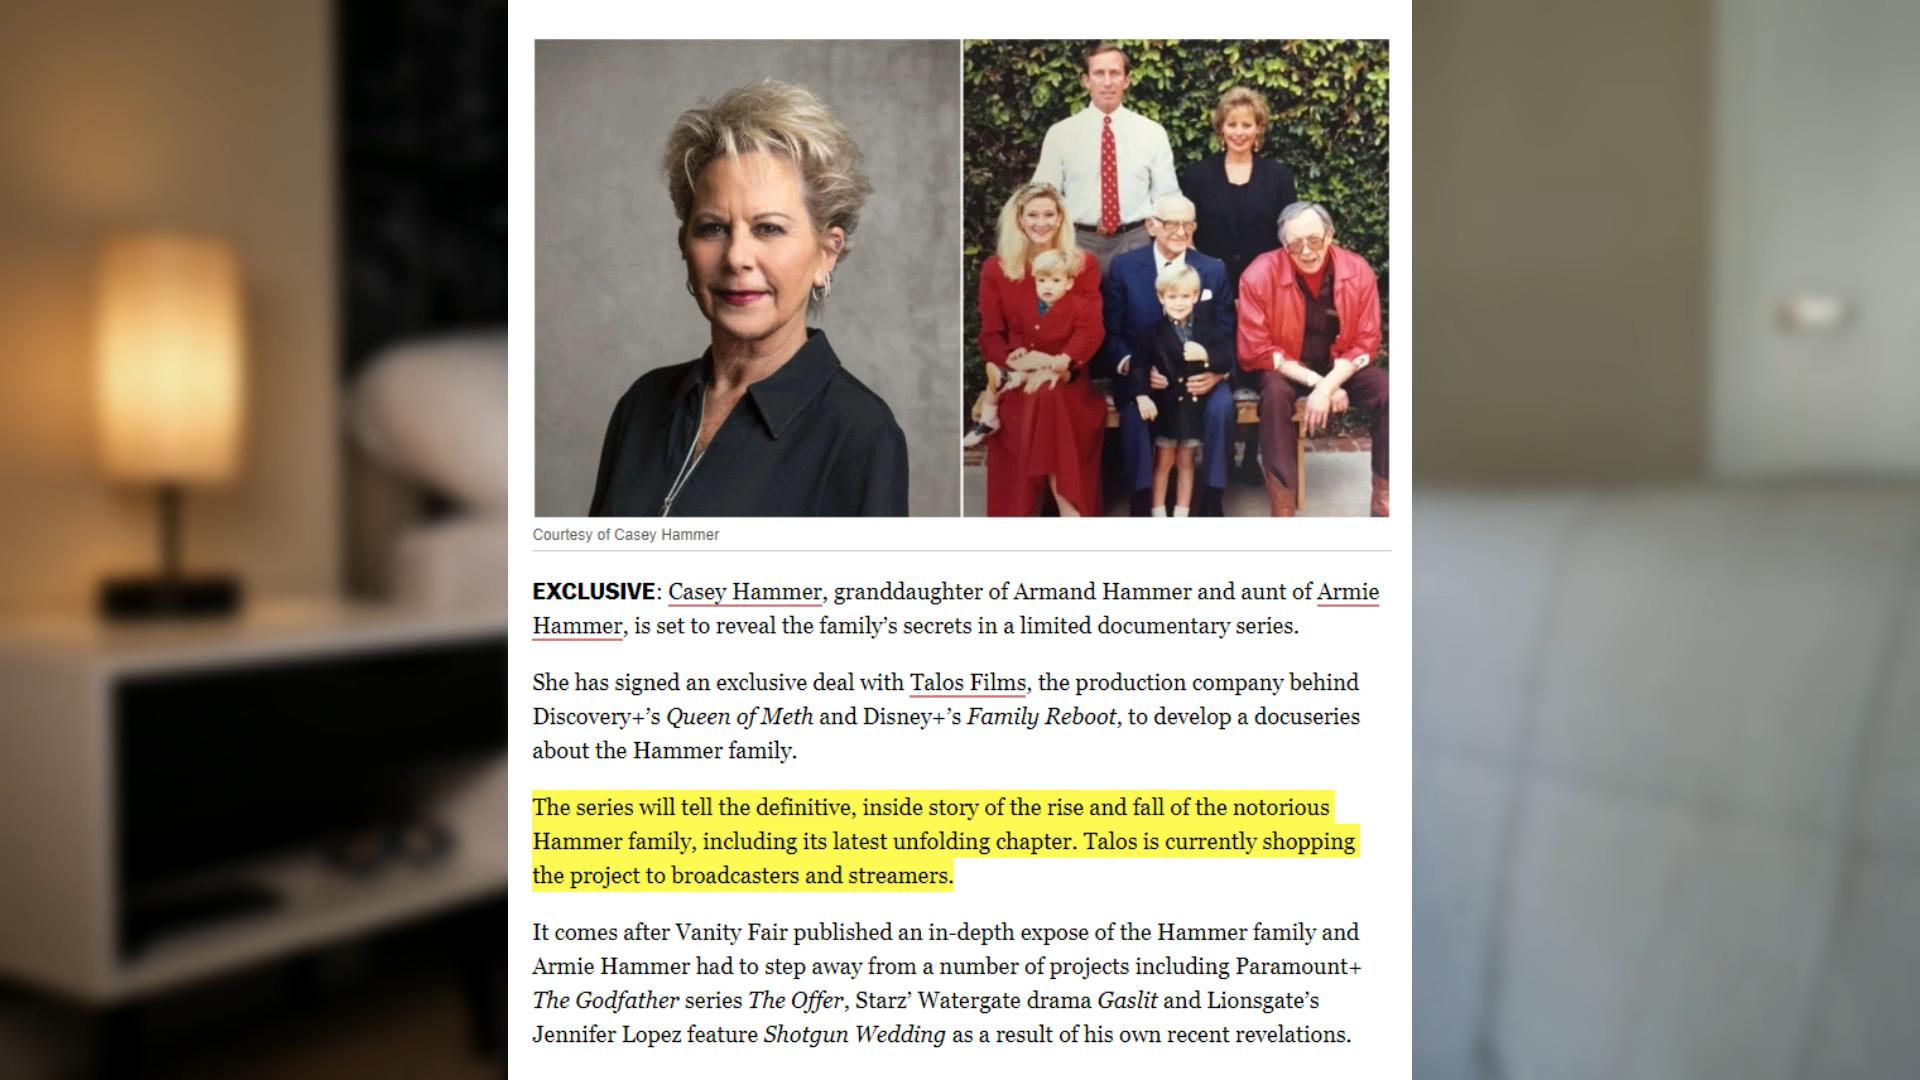 Courtesy of Casey Hammer
EXCLUSIVE: Casey Hammer, granddaughter of Armand Hammer and aunt of Armie
Hammer, is set to reveal the family’s secrets in a limited documentary series.
She has signed an exclusive deal with Talos Films, the production company behind
Discovery+’s Queen of Meth and Disney+’s Family Reboot, to develop a docuseries
about the Hammer family.
The series will tell the definitive, inside story of the rise and fall of the notorious
Hammer family, including its latest unfolding chapter. Talos is currently shopping
the project to broadcasters and streamers.
It comes after Vanity Fair published an in-depth expose of the Hammer family and
Armie Hammer had to step away from a number of projects including Paramount+
The Godfather series The Offer, Starz’ Watergate drama Gaslit and Lionsgate’s
Jennifer Lopez feature Shotgun Wedding as a result of his own recent revelations.